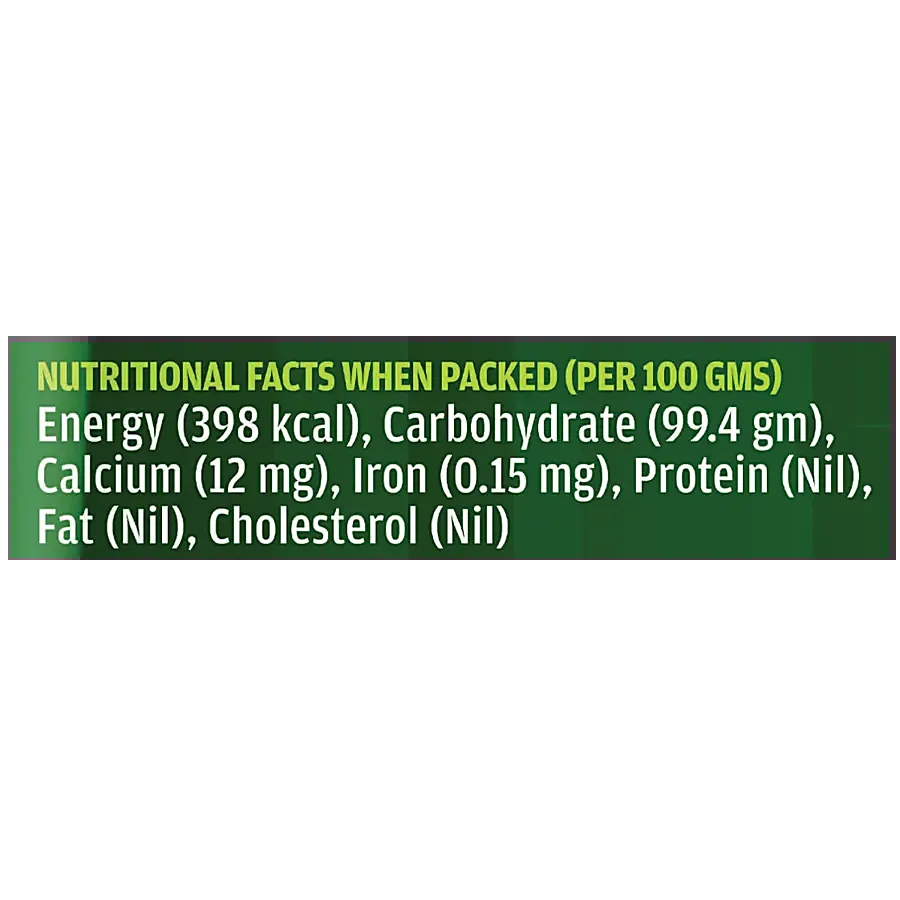 NUTRITIONAL FACTS WHEN PACKED (PER 100 GMS)
Energy (398 kcal), Carbohydrate (99.4 gm),
Calcium (12 mg), Iron (0.15 mg), Protein (Nil),
Fat (Nil), Cholesterol (Nil)